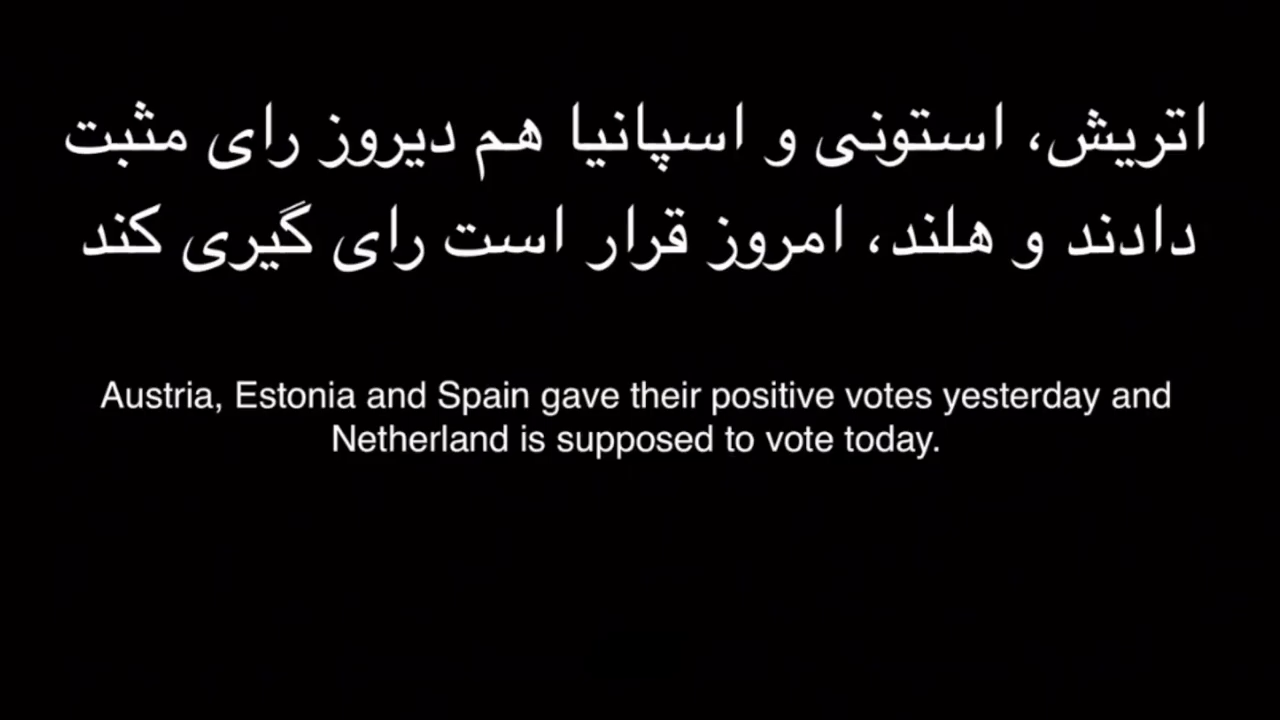 اتریش، استونی و اسپانیا هم دیروز رای مثبت
دادند و هلند، امروز قرار است رای گیری کند
Austria, Estonia and Spain gave their positive votes yesterday and
Netherland is supposed to vote today.